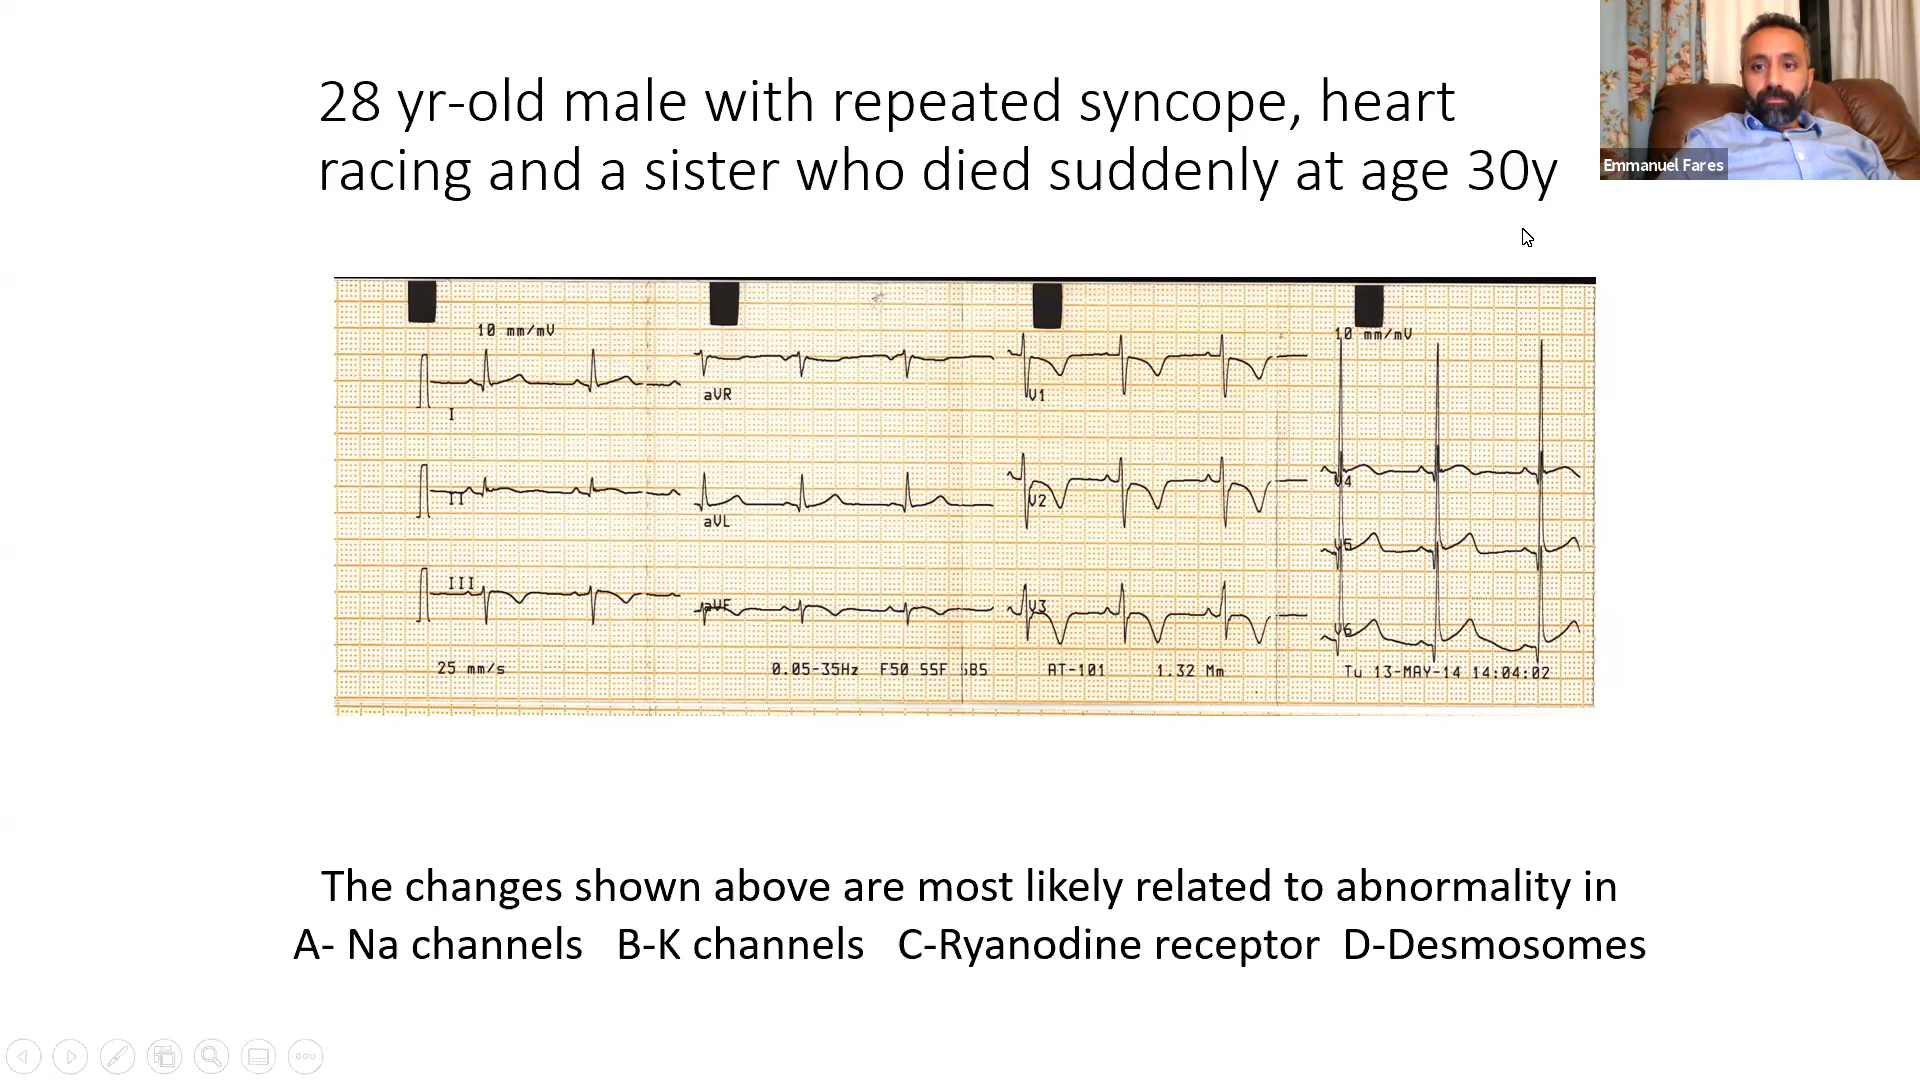 28 yr-old male with repeated syncope, heart
racing and a sister who died suddenly at age 30y
Emmanuel Fares
10 mm/mV
10 mm/mV
I
aVR
V1
V4
II
aVL
V2
V5
III
aVF
V3
V6
25 mm/s
0.05-35Hz F50 SSF SBS
AT-101
1.32 Mm
Tu 13-MAY-14 14:04:02
The changes shown above are most likely related to abnormality in
A- Na channels B-K channels C-Ryanodine receptor D-Desmosomes